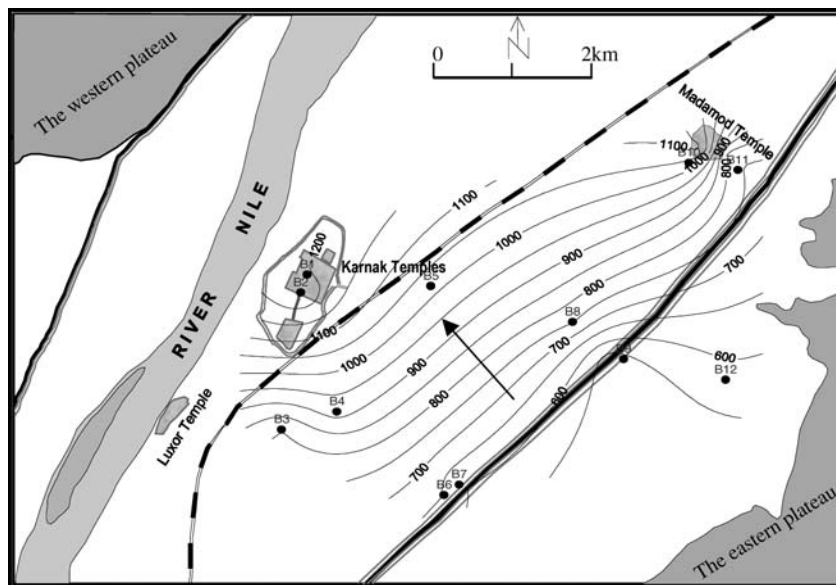 The western plateau
N
0 2km
Madamod Temple
1100
B10
900
1000
800
B11
NILE
1100
1200
B1
Karnak Temples
B2
B5
1000
900
700
800
B8
1100
1000
RIVER
900
700
600
B12
B4
800
600
B3
Luxor Temple
700
B7
B6
The eastern plateau